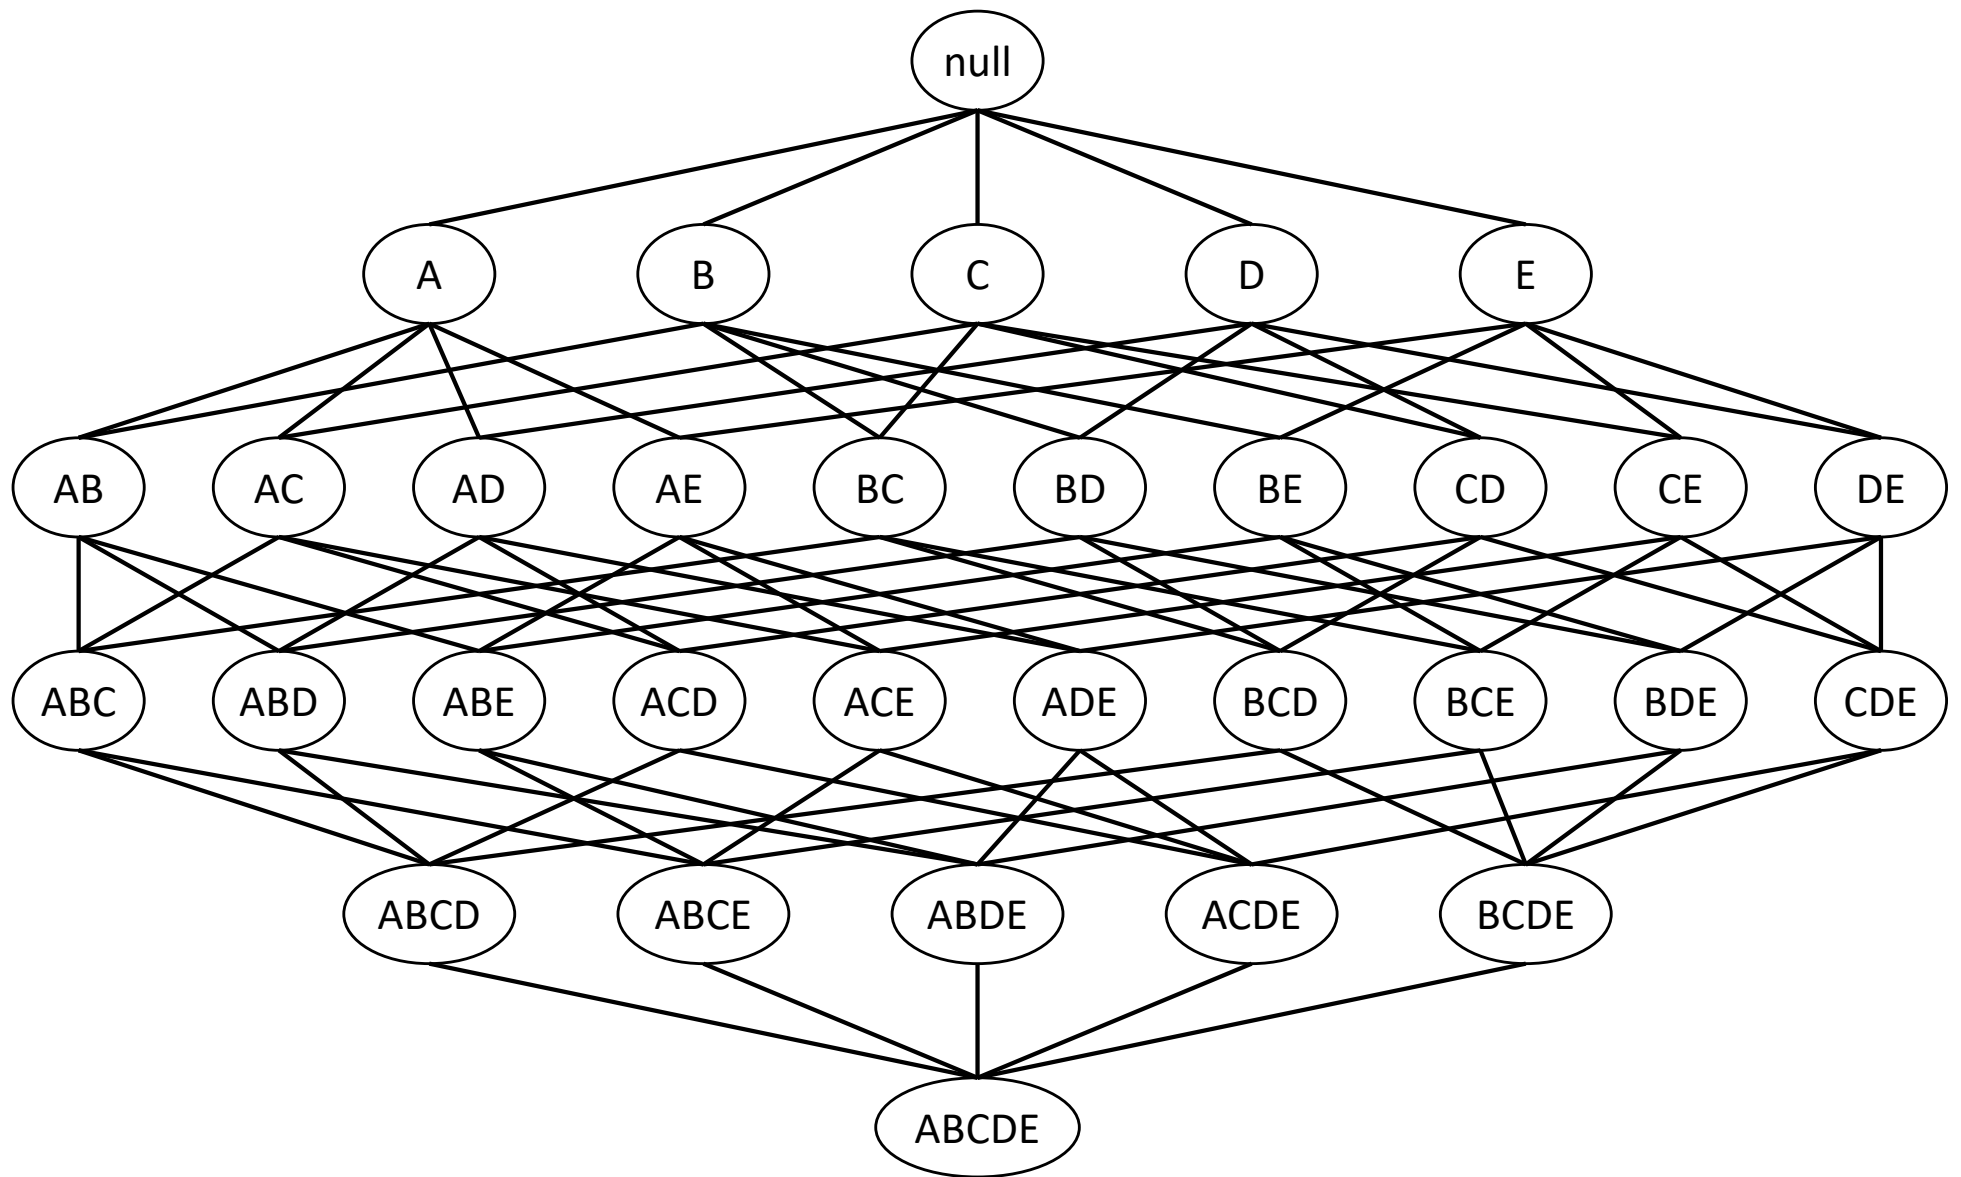 null
A B C D E
AB AC AD AE BC BD BE CD CE DE
ABC ABD ABE ACD ACE ADE BCD BCE BDE CDE
ABCD ABCE ABDE ACDE BCDE
ABCDE